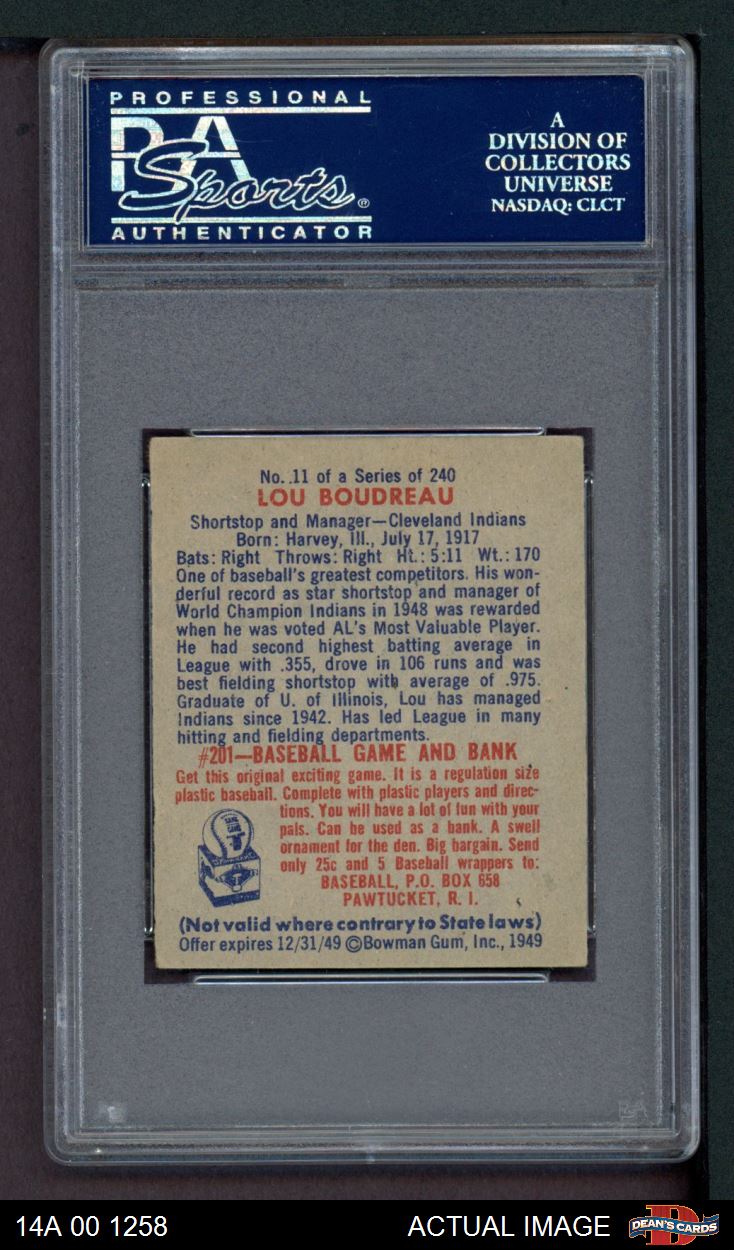 PROFESSIONAL
PSA
Sports®
AUTHENTICATOR
A
DIVISION OF
COLLECTORS
UNIVERSE
NASDAQ: CLCT
No. 11 of a Series of 240
LOU BOUDREAU
Shortstop and Manager—Cleveland Indians
Born: Harvey, Ill., July 17, 1917
Bats: Right Throws: Right Ht.: 5:11 Wt.: 170
One of baseball's greatest competitors. His won-
derful record as star shortstop and manager of
World Champion Indians in 1948 was rewarded
when he was voted AL's Most Valuable Player.
He had second highest batting average in
League with .355, drove in 106 runs and was
best fielding shortstop with average of .975.
Graduate of U. of Illinois, Lou has managed
Indians since 1942. Has led League in many
hitting and fielding departments.
#201—BASEBALL GAME AND BANK
Get this original exciting game. It is a regulation size
plastic baseball. Complete with plastic players and direc-
tions. You will have a lot of fun with your
pals. Can be used as a bank. A swell
ornament for the den. Big bargain. Send
only 25c and 5 Baseball wrappers to:
BASEBALL, P.O. BOX 658
PAWTUCKET, R. I.
(Not valid where contrary to State laws)
Offer expires 12/31/49 ©Bowman Gum, Inc., 1949
14A 00 1258
ACTUAL IMAGE
DEAN'S CARDS